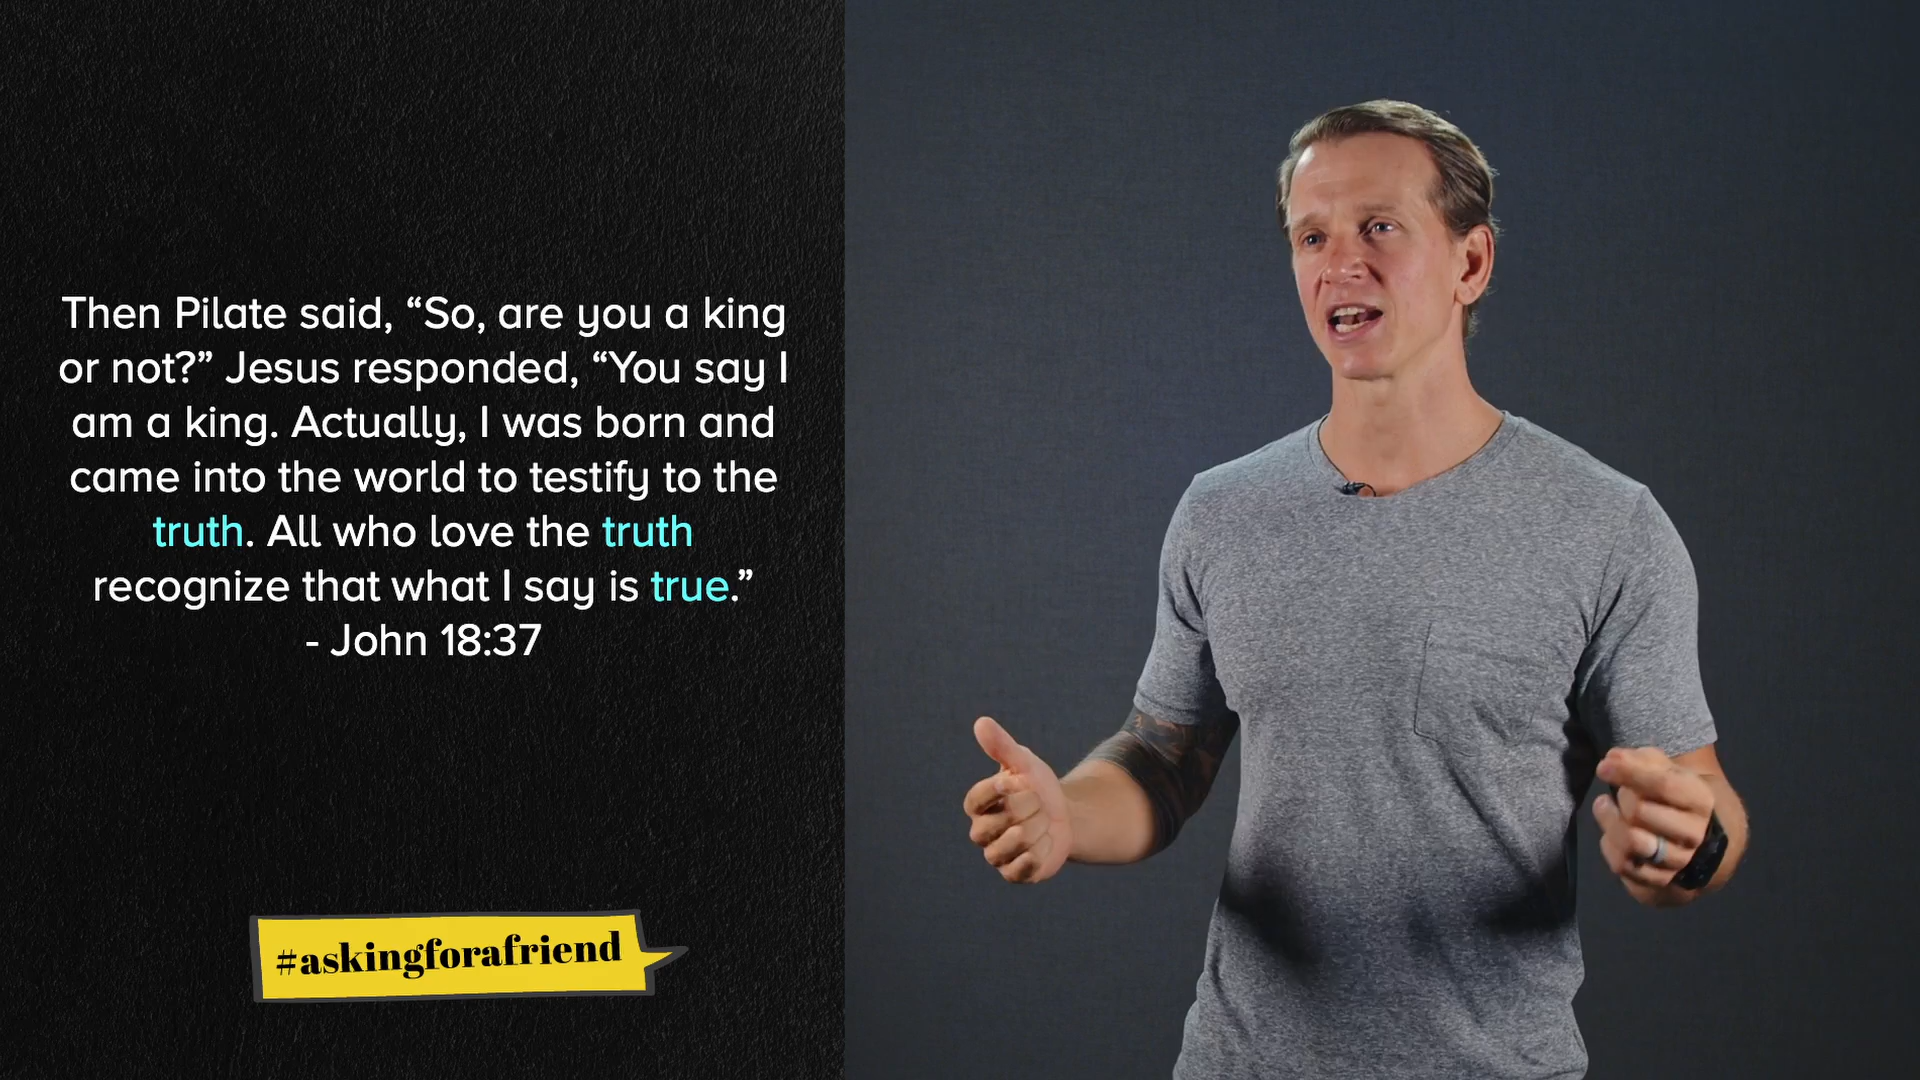 Then Pilate said, “So, are you a king
or not?” Jesus responded, “You say I
am a king. Actually, I was born and
came into the world to testify to the
truth. All who love the truth
recognize that what I say is true.”
- John 18:37
#askingforafriend